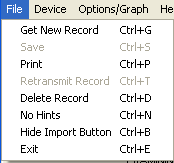 File Device Options/Graph He
Get New Record Ctrl+G
Save Ctrl+S
Print Ctrl+P
Retransmit Record Ctrl+T
Delete Record Ctrl+D
No Hints Ctrl+N
Hide Import Button Ctrl+B
Exit Ctrl+E